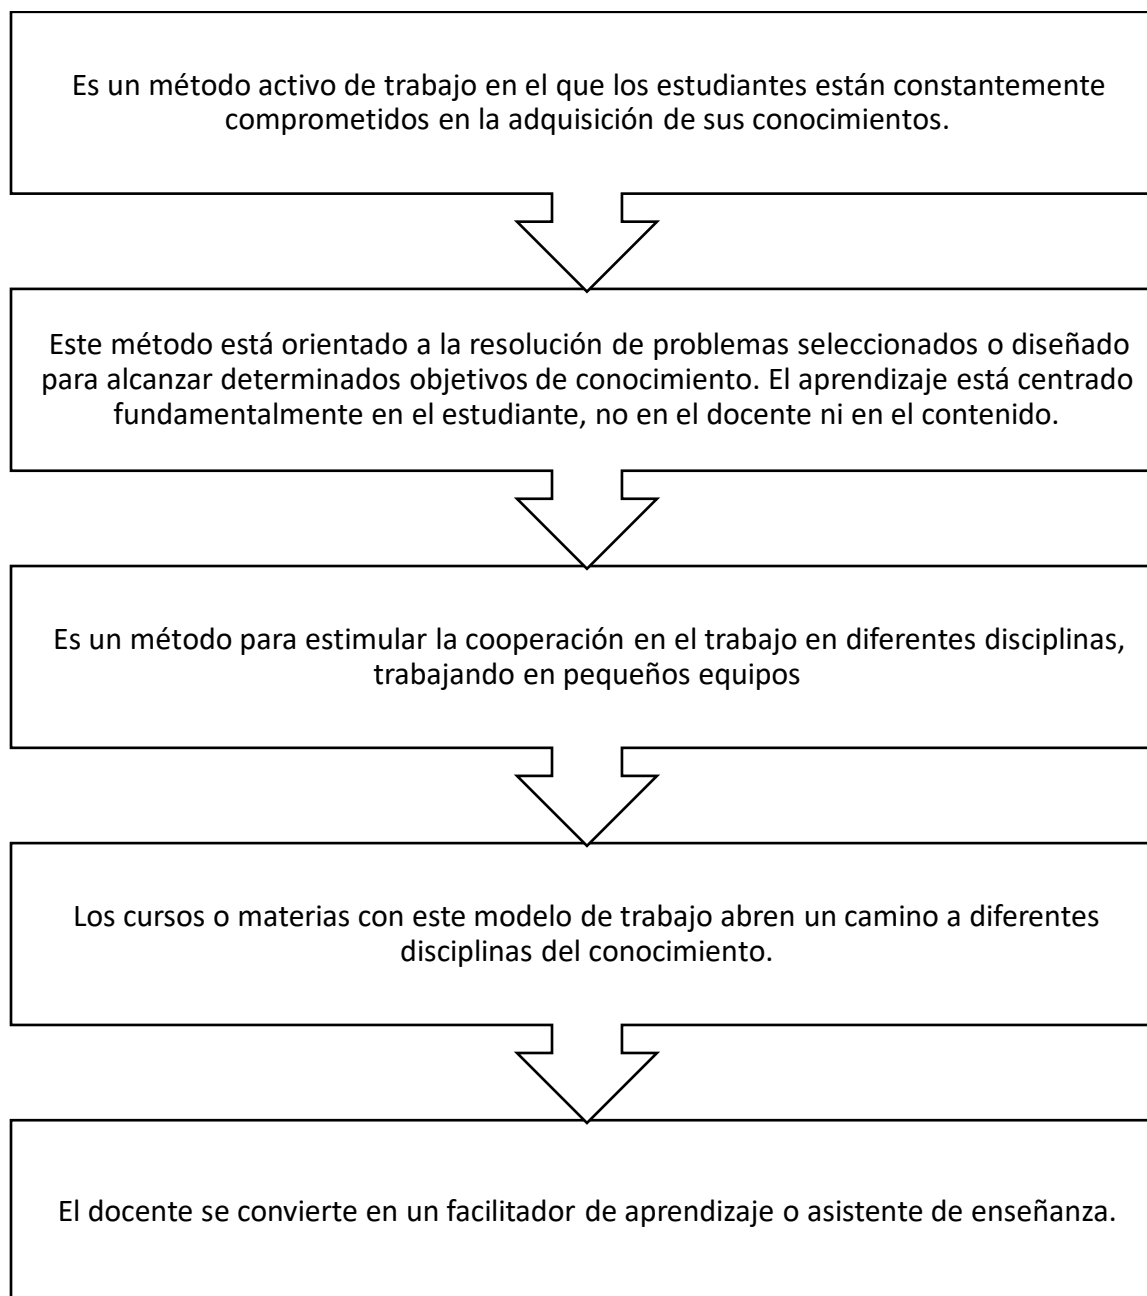 Es un método activo de trabajo en el que los estudiantes están constantemente
comprometidos en la adquisición de sus conocimientos.
Este método está orientado a la resolución de problemas seleccionados o diseñado
para alcanzar determinados objetivos de conocimiento. El aprendizaje está centrado
fundamentalmente en el estudiante, no en el docente ni en el contenido.
Es un método para estimular la cooperación en el trabajo en diferentes disciplinas,
trabajando en pequeños equipos
Los cursos o materias con este modelo de trabajo abren un camino a diferentes
disciplinas del conocimiento.
El docente se convierte en un facilitador de aprendizaje o asistente de enseñanza.